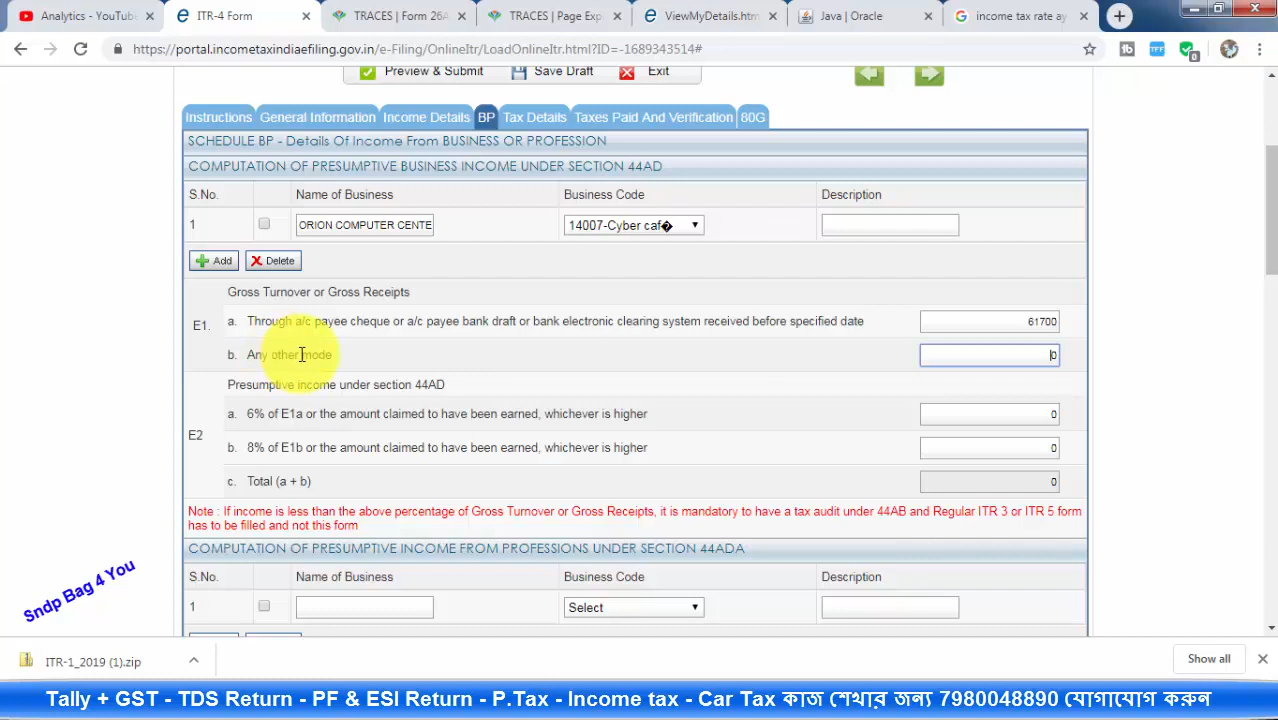 Analytics - YouTub
ITR-4 Form
TRACES | Form 26A
TRACES | Page Exp
ViewMyDetails.htm
Java | Oracle
income tax rate ay
https://portal.incometaxindiaefiling.gov.in/e-Filing/OnlineItr/LoadOnlineItr.html?ID=-1689343514#
Preview & Submit Save Draft Exit
Instructions General Information Income Details BP Tax Details Taxes Paid And Verification 80G
SCHEDULE BP - Details Of Income From BUSINESS OR PROFESSION
COMPUTATION OF PRESUMPTIVE BUSINESS INCOME UNDER SECTION 44AD
S.No. Name of Business Business Code Description
1 ORION COMPUTER CENTE 14007-Cyber caf�
Add Delete
Gross Turnover or Gross Receipts
E1.
a. Through a/c payee cheque or a/c payee bank draft or bank electronic clearing system received before specified date 61700
b. Any other mode 0
Presumptive income under section 44AD
a. 6% of E1a or the amount claimed to have been earned, whichever is higher 0
E2
b. 8% of E1b or the amount claimed to have been earned, whichever is higher 0
c. Total (a + b) 0
Note : If income is less than the above percentage of Gross Turnover or Gross Receipts, it is mandatory to have a tax audit under 44AB and Regular ITR 3 or ITR 5 form
has to be filled and not this form
COMPUTATION OF PRESUMPTIVE INCOME FROM PROFESSIONS UNDER SECTION 44ADA
S.No. Name of Business Business Code Description
1 Select
Sndp Bag 4 You
ITR-1_2019 (1).zip
Show all
Tally + GST - TDS Return - PF & ESI Return - P.Tax - Income tax - Car Tax কাজ শেখার জন্য 7980048890 যোগাযোগ করুন